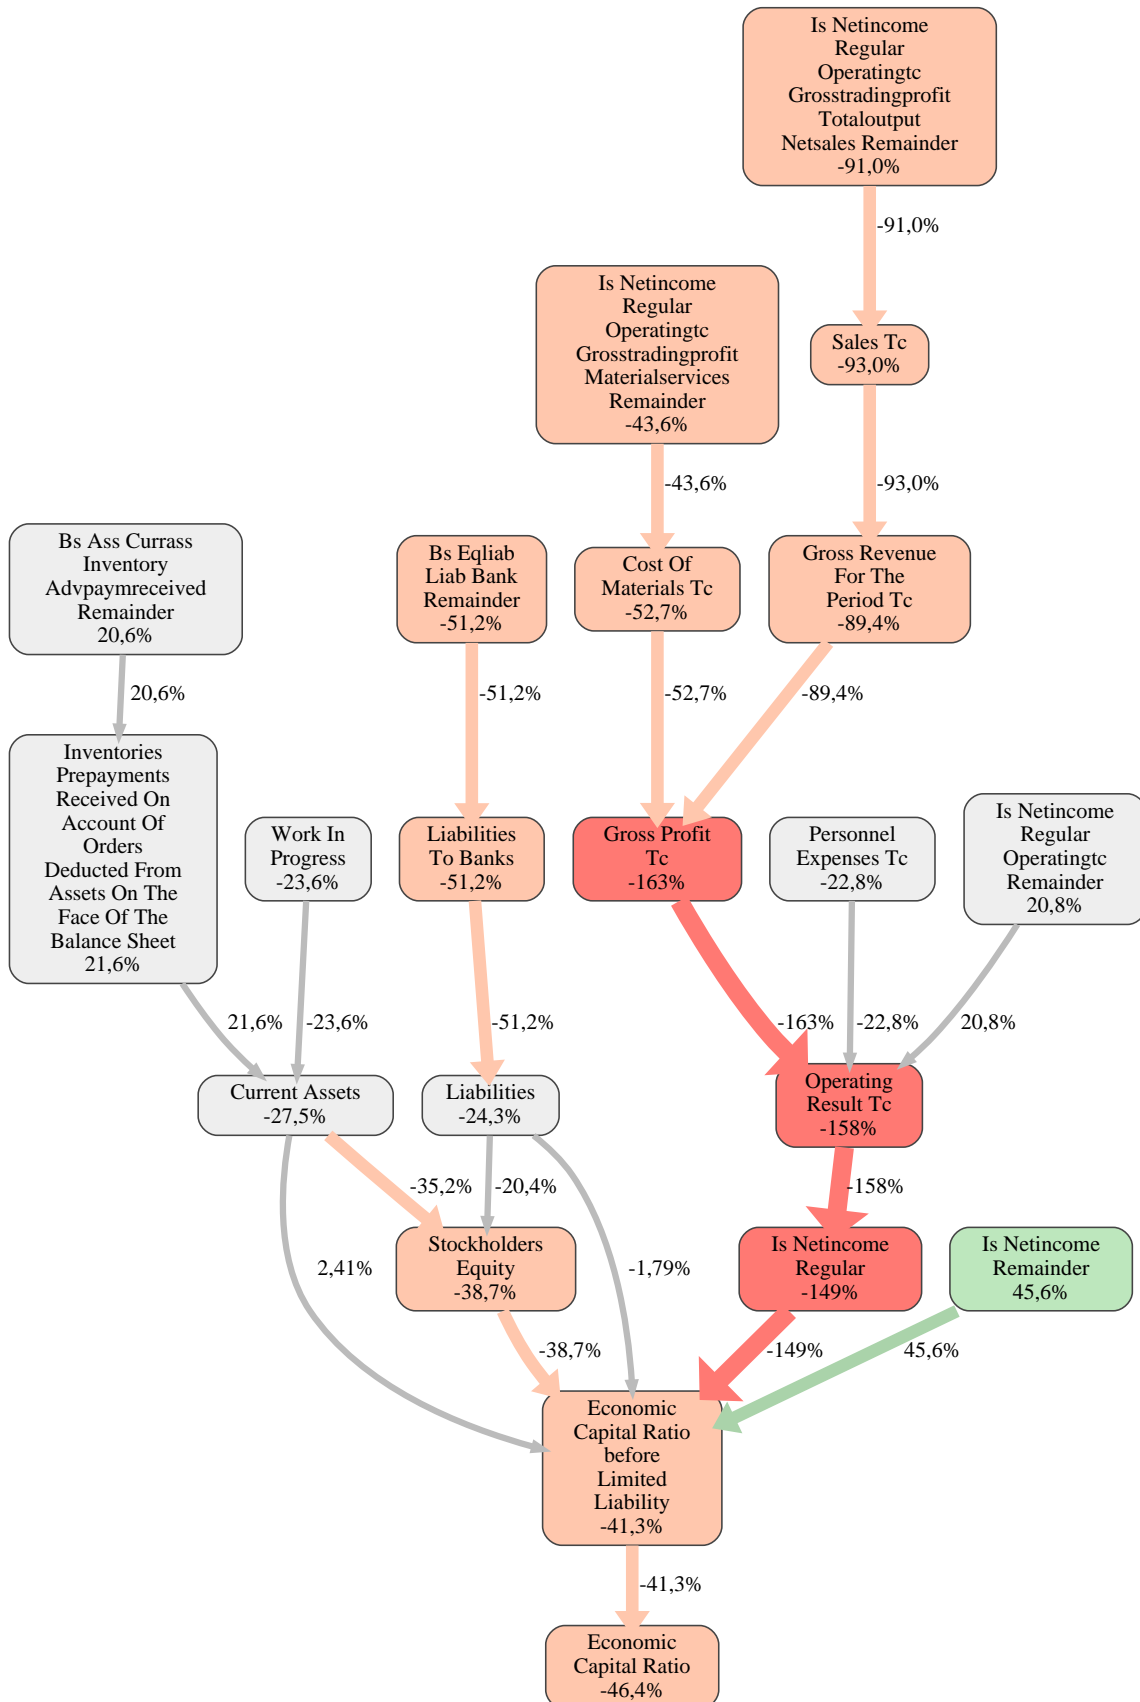 Is Netincome
Regular
Operatingtc
Grosstradingprofit
Totaloutput
Netsales Remainder
-91,0%
-91,0%
Is Netincome
Regular
Operatingtc
Grosstradingprofit
Materialservices
Remainder
-43,6%
Sales Tc
-93,0%
-43,6%
-93,0%
Bs Ass Currass
Inventory
Advpaymreceived
Remainder
20,6%
Bs Eqliab
Liab Bank
Remainder
-51,2%
Cost Of
Materials Tc
-52,7%
Gross Revenue
For The
Period Tc
-89,4%
20,6%
-51,2%
-52,7%
-89,4%
Inventories
Prepayments
Received On
Account Of
Orders
Deducted From
Assets On The
Face Of The
Balance Sheet
21,6%
Work In
Progress
-23,6%
Liabilities
To Banks
-51,2%
Gross Profit
Tc
-163%
Personnel
Expenses Tc
-22,8%
Is Netincome
Regular
Operatingtc
Remainder
20,8%
21,6%
-23,6%
-51,2%
-163%
-22,8%
20,8%
Current Assets
-27,5%
Liabilities
-24,3%
Operating
Result Tc
-158%
-35,2%
-20,4%
-158%
2,41%
Stockholders
Equity
-38,7%
-1,79%
Is Netincome
Regular
-149%
Is Netincome
Remainder
45,6%
-38,7%
-149%
45,6%
Economic
Capital Ratio
before
Limited
Liability
-41,3%
-41,3%
Economic
Capital Ratio
-46,4%